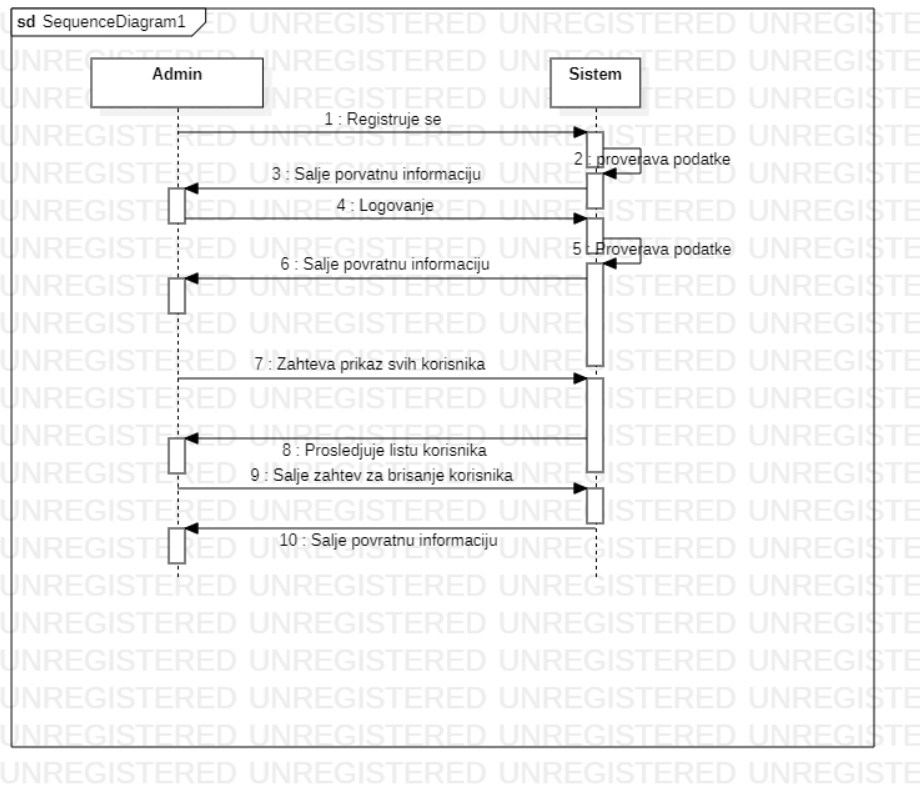 sd SequenceDiagram1
Admin
Sistem
1 : Registruje se
2 : proverava podatke
3 : Salje porvatnu informaciju
4 : Logovanje
5 : Proverava podatke
6 : Salje povratnu informaciju
7 : Zahteva prikaz svih korisnika
8 : Prosledjuje listu korisnika
9 : Salje zahtev za brisanje korisnika
10 : Salje povratnu informaciju
UNREGISTERED